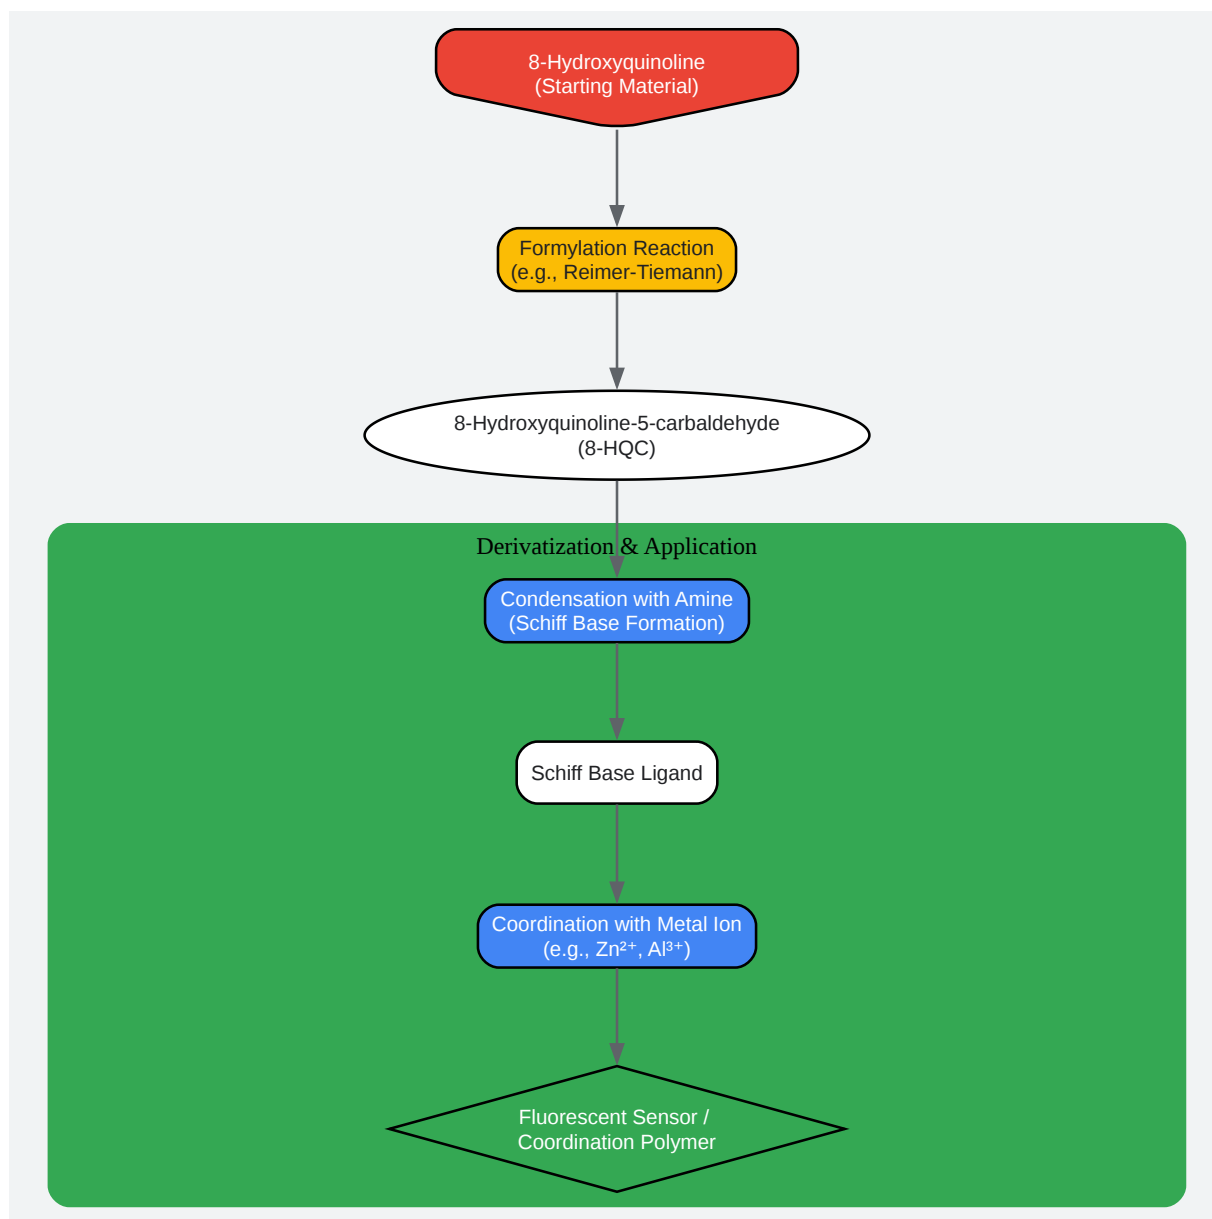 8-Hydroxyquinoline
(Starting Material)
Formylation Reaction
(e.g., Reimer-Tiemann)
8-Hydroxyquinoline-5-carbaldehyde
(8-HQC)
Derivatization & Application
Condensation with Amine
(Schiff Base Formation)
Schiff Base Ligand
Coordination with Metal Ion
(e.g., Zn²⁺, Al³⁺)
Fluorescent Sensor /
Coordination Polymer